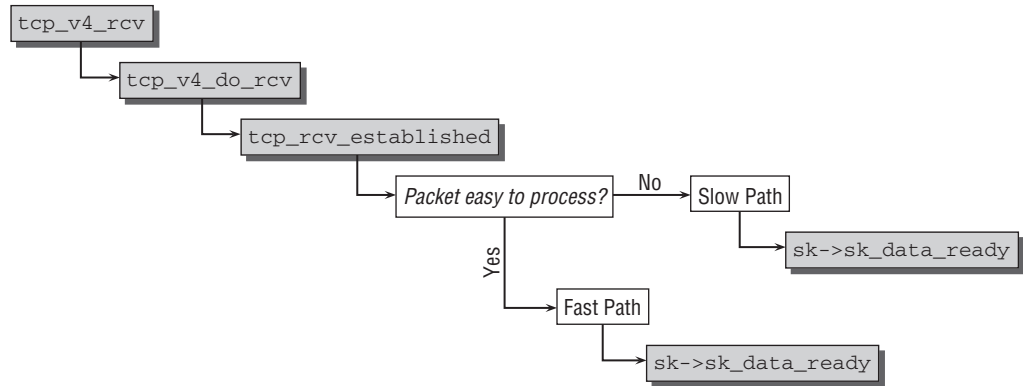 tcp_v4_rcv
tcp_v4_do_rcv
tcp_rcv_established
Packet easy to process?
No
Slow Path
sk->sk_data_ready
Yes
Fast Path
sk->sk_data_ready